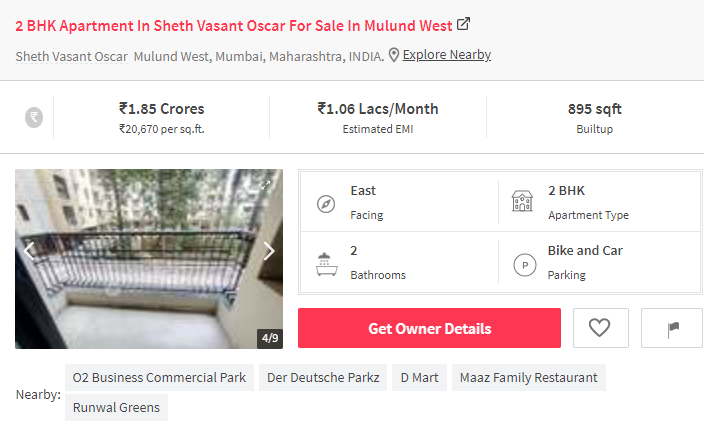 2 BHK Apartment In Sheth Vasant Oscar For Sale In Mulund West
Sheth Vasant Oscar Mulund West, Mumbai, Maharashtra, INDIA. Explore Nearby
₹
₹1.85 Crores
₹20,670 per sq.ft.
₹1.06 Lacs/Month
Estimated EMI
895 sqft
Builtup
East
Facing
2 BHK
Apartment Type
2
Bathrooms
P
Bike and Car
Parking
4/9
Get Owner Details
Nearby:
O2 Business Commercial Park
Der Deutsche Parkz
D Mart
Maaz Family Restaurant
Runwal Greens